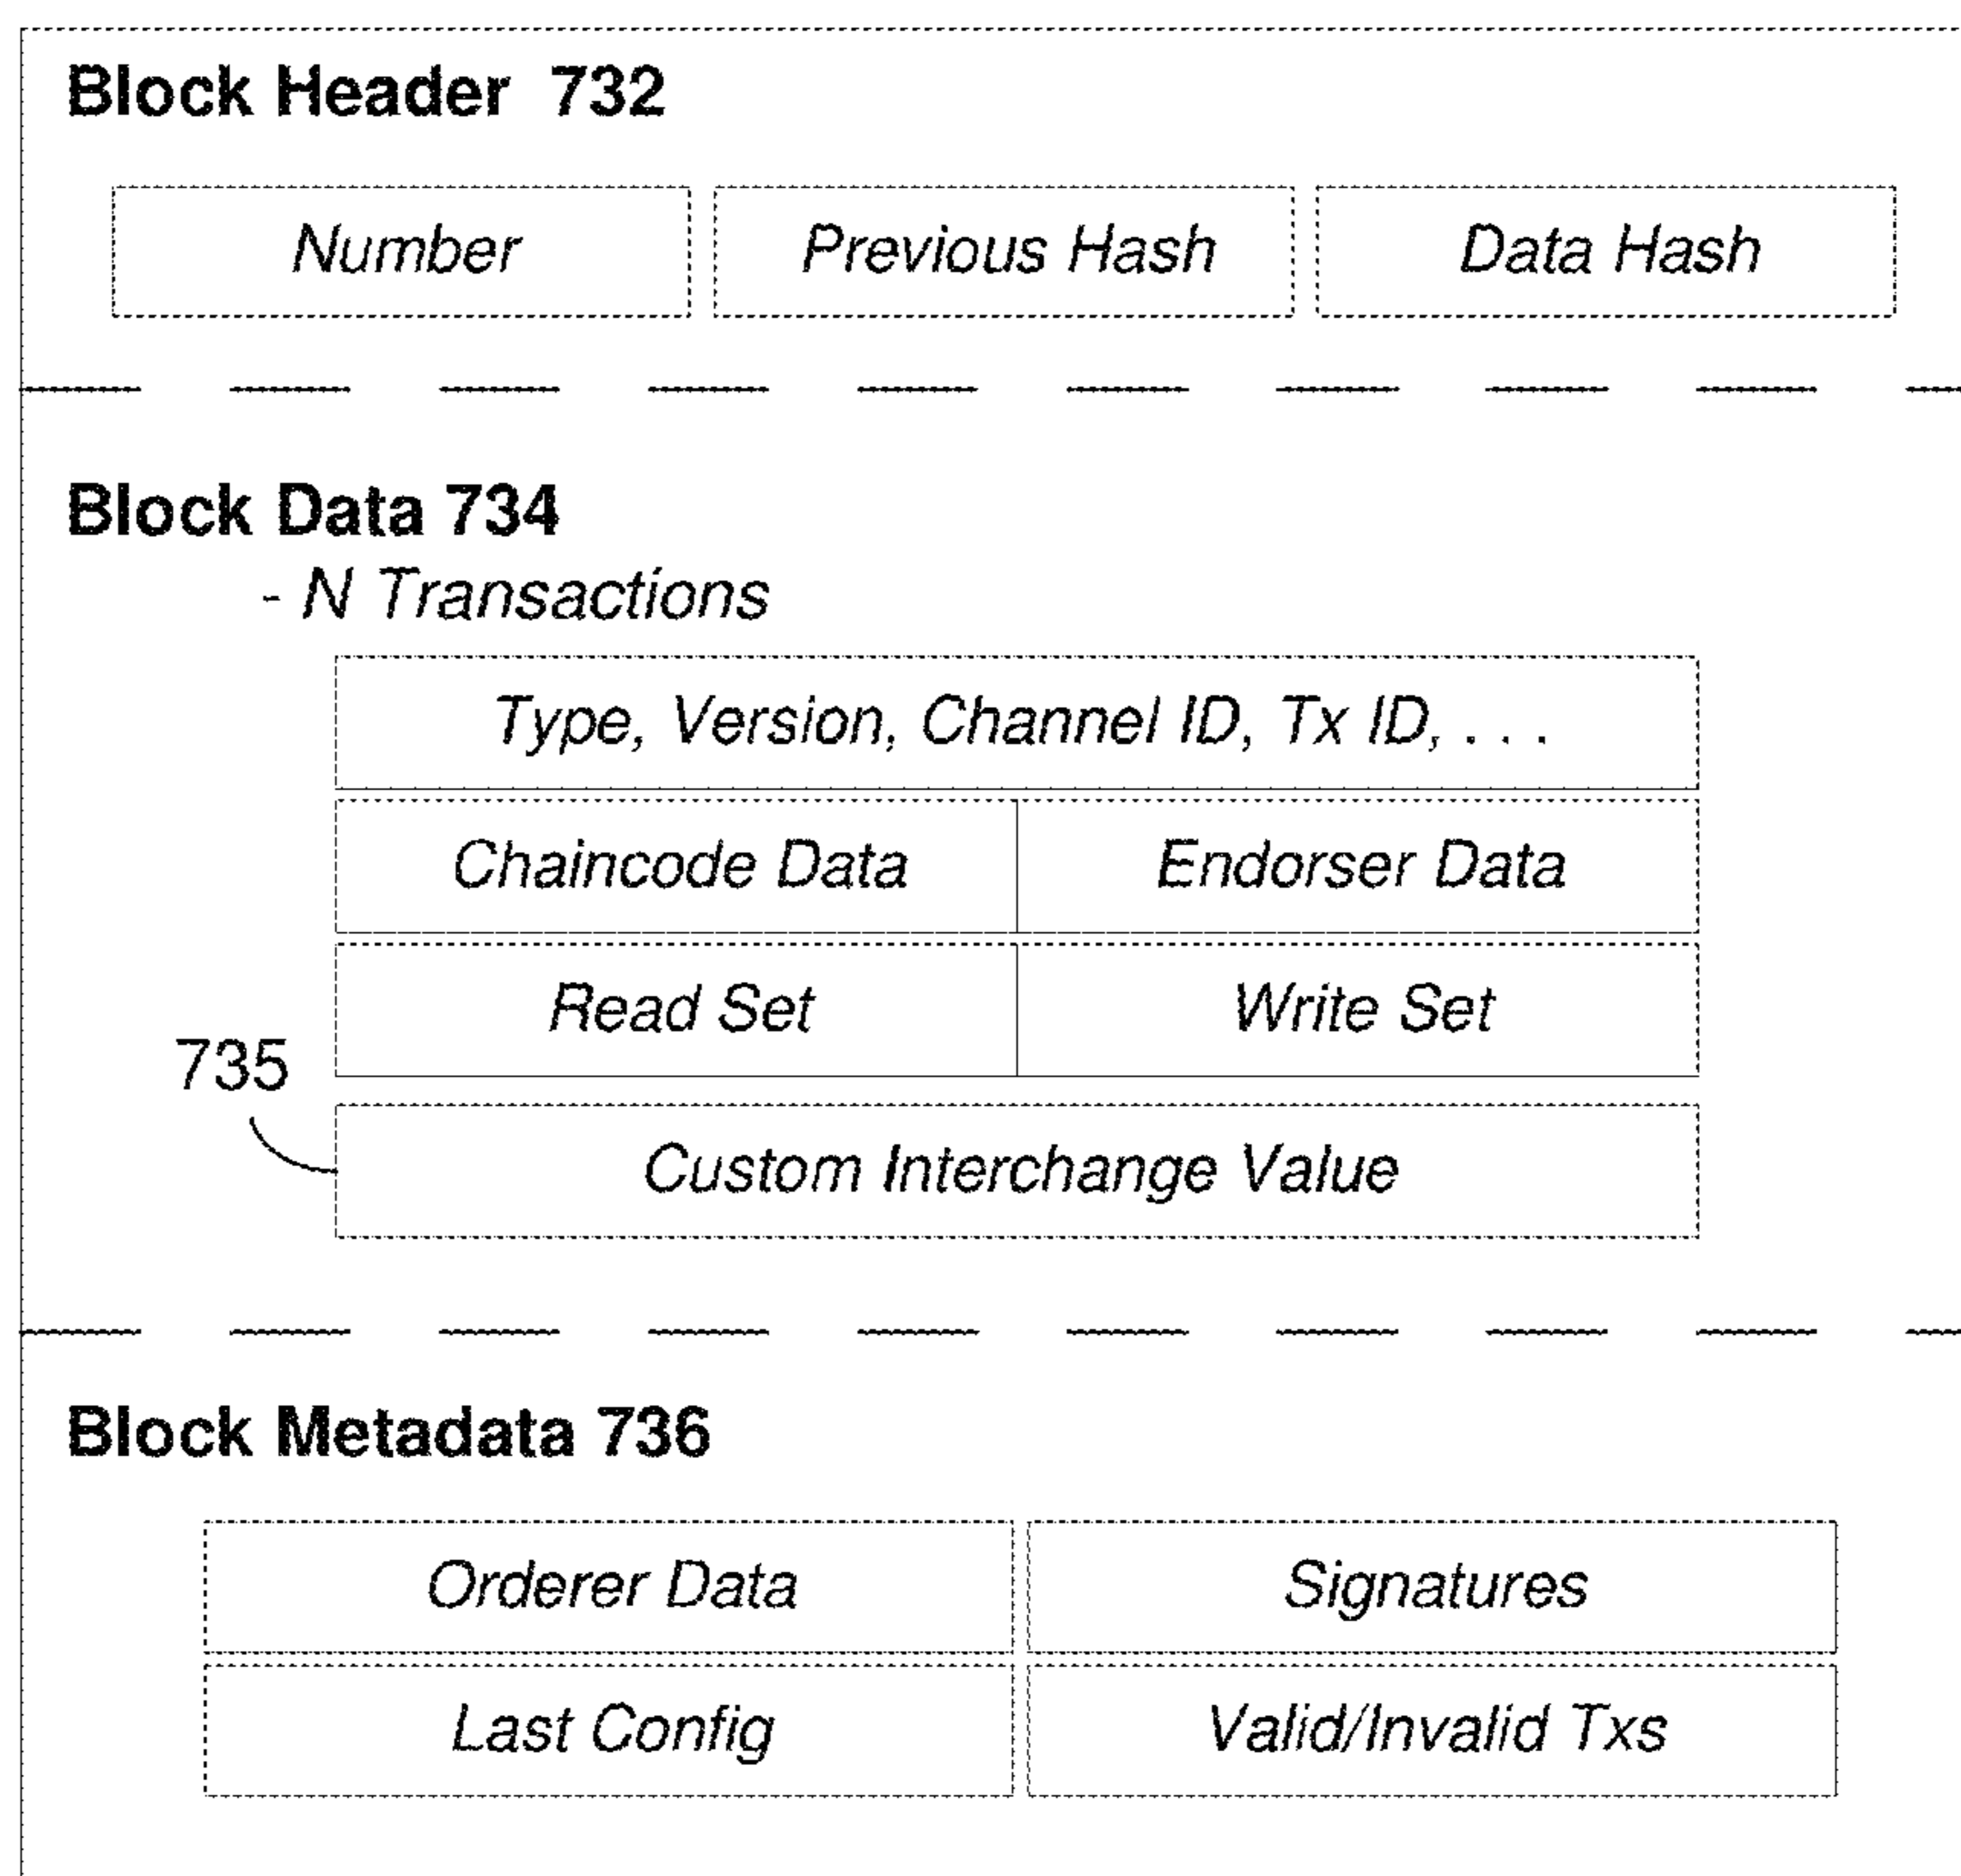 Block Header 732
Number Previous Hash Data Hash
Block Data 734
- N Transactions
Type, Version, Channel ID, Tx ID, . . .
Chaincode Data Endorser Data
Read Set Write Set
735
Custom Interchange Value
Block Metadata 736
Orderer Data Signatures
Last Config Valid/Invalid Txs